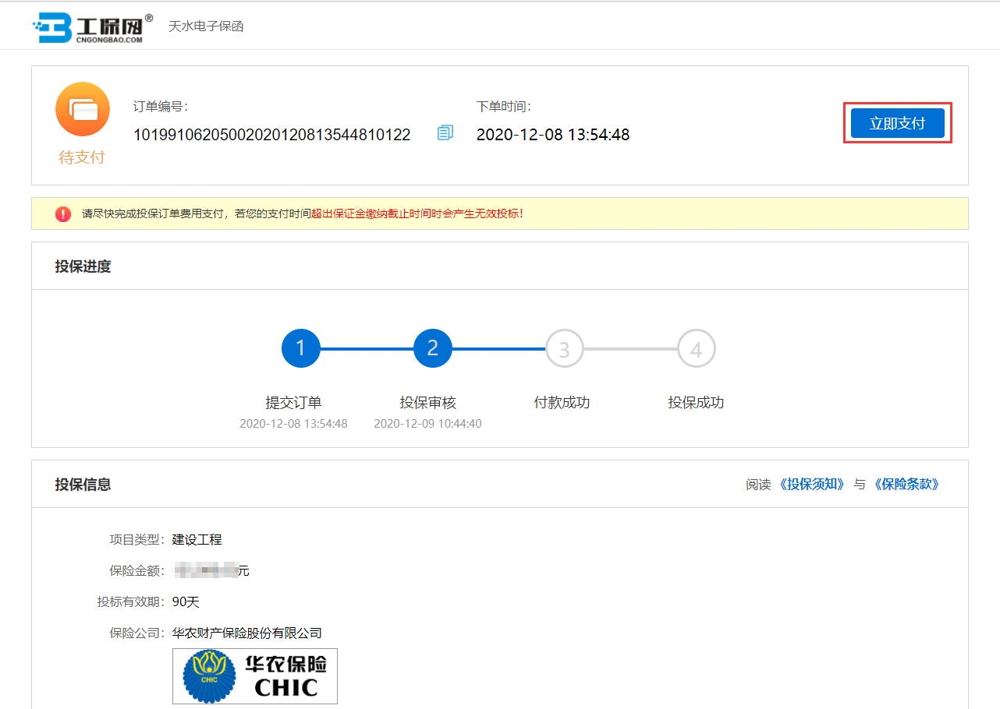 工保网® 天水电子保函
CNGONGBAO.COM
订单编号：
下单时间：
立即支付
10199106205002020120813544810122
2020-12-08 13:54:48
待支付
请尽快完成投保订单费用支付，若您的支付时间超出保证金缴纳截止时间时会产生无效投标！
投保进度
1 2 3 4
提交订单 投保审核 付款成功 投保成功
2020-12-08 13:54:48 2020-12-09 10:44:40
投保信息 阅读《投保须知》与《保险条款》
项目类型：建设工程
保险金额：元
投标有效期：90天
保险公司：华农财产保险股份有限公司
华农保险
CHIC CHIC